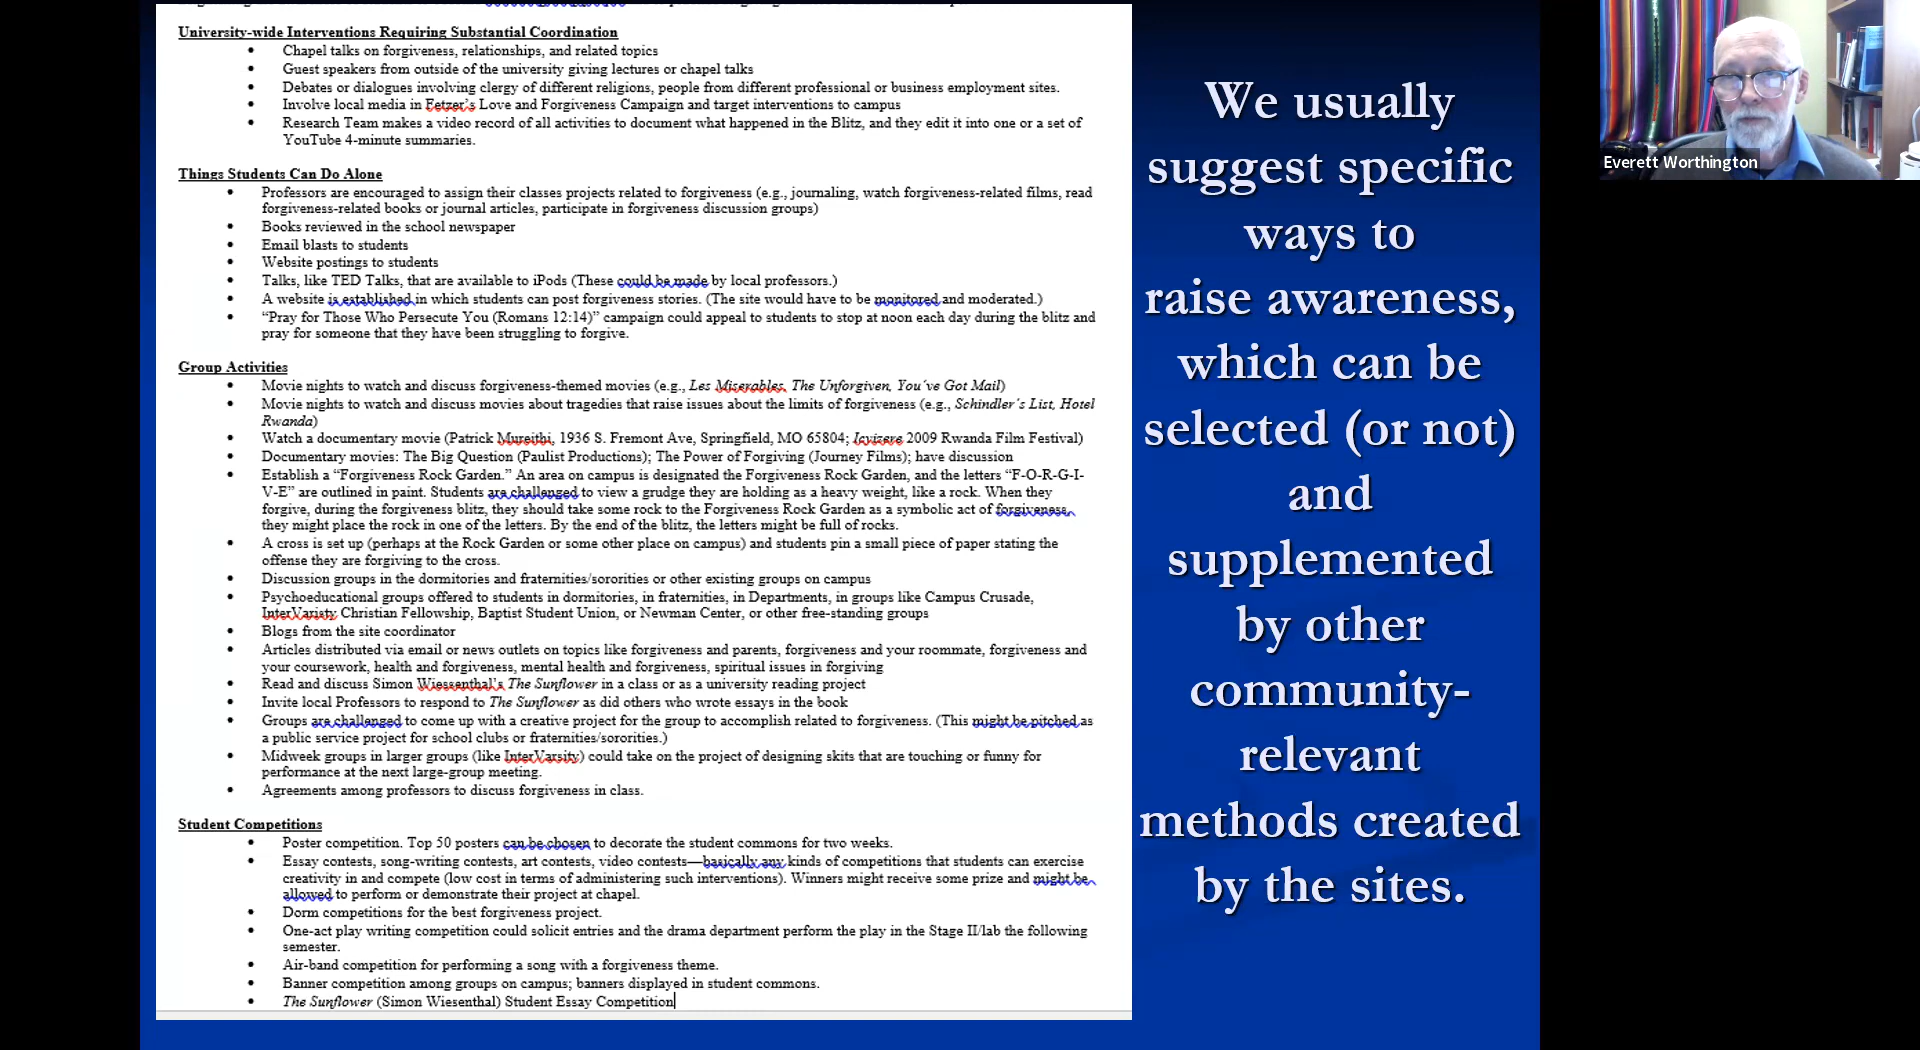 University-wide Interventions Requiring Substantial Coordination
• Chapel talks on forgiveness, relationships, and related topics
• Guest speakers from outside of the university giving lectures or chapel talks
• Debates or dialogues involving clergy of different religions, people from different professional or business employment sites.
• Involve local media in Fetzer's Love and Forgiveness Campaign and target interventions to campus
• Research Team makes a video record of all activities to document what happened in the Blitz, and they edit it into one or a set of
YouTube 4-minute summaries.
Things Students Can Do Alone
• Professors are encouraged to assign their classes projects related to forgiveness (e.g., journaling, watch forgiveness-related films, read
forgiveness-related books or journal articles, participate in forgiveness discussion groups)
• Books reviewed in the school newspaper
• Email blasts to students
• Website postings to students
• Talks, like TED Talks, that are available to iPods (These could be made by local professors.)
• A website is established in which students can post forgiveness stories. (The site would have to be monitored and moderated.)
• “Pray for Those Who Persecute You (Romans 12:14)” campaign could appeal to students to stop at noon each day during the blitz and
pray for someone that they have been struggling to forgive.
Group Activities
• Movie nights to watch and discuss forgiveness-themed movies (e.g., Les Miserables, The Unforgiven, You've Got Mail)
• Movie nights to watch and discuss movies about tragedies that raise issues about the limits of forgiveness (e.g., Schindler's List, Hotel
Rwanda)
• Watch a documentary movie (Patrick Mureithi, 1936 S. Fremont Ave, Springfield, MO 65804; Icyizere 2009 Rwanda Film Festival)
• Documentary movies: The Big Question (Paulist Productions); The Power of Forgiving (Journey Films); have discussion
• Establish a “Forgiveness Rock Garden.” An area on campus is designated the Forgiveness Rock Garden, and the letters “F-O-R-G-I-
V-E” are outlined in paint. Students are challenged to view a grudge they are holding as a heavy weight, like a rock. When they
forgive, during the forgiveness blitz, they should take some rock to the Forgiveness Rock Garden as a symbolic act of forgiveness,
they might place the rock in one of the letters. By the end of the blitz, the letters might be full of rocks.
• A cross is set up (perhaps at the Rock Garden or some other place on campus) and students pin a small piece of paper stating the
offense they are forgiving to the cross.
• Discussion groups in the dormitories and fraternities/sororities or other existing groups on campus
• Psychoeducational groups offered to students in dormitories, in fraternities, in Departments, in groups like Campus Crusade,
InterVaristy Christian Fellowship, Baptist Student Union, or Newman Center, or other free-standing groups
• Blogs from the site coordinator
• Articles distributed via email or news outlets on topics like forgiveness and parents, forgiveness and your roommate, forgiveness and
your coursework, health and forgiveness, mental health and forgiveness, spiritual issues in forgiving
• Read and discuss Simon Wiessenthal's The Sunflower in a class or as a university reading project
• Invite local Professors to respond to The Sunflower as did others who wrote essays in the book
• Groups are challenged to come up with a creative project for the group to accomplish related to forgiveness. (This might be pitched as
a public service project for school clubs or fraternities/sororities.)
• Midweek groups in larger groups (like InterVarsity) could take on the project of designing skits that are touching or funny for
performance at the next large-group meeting.
• Agreements among professors to discuss forgiveness in class.
Student Competitions
• Poster competition. Top 50 posters can be chosen to decorate the student commons for two weeks.
• Essay contests, song-writing contests, art contests, video contests—basically any kinds of competitions that students can exercise
creativity in and compete (low cost in terms of administering such interventions). Winners might receive some prize and might be
allowed to perform or demonstrate their project at chapel.
• Dorm competitions for the best forgiveness project.
• One-act play writing competition could solicit entries and the drama department perform the play in the Stage II/lab the following
semester.
• Air-band competition for performing a song with a forgiveness theme.
• Banner competition among groups on campus; banners displayed in student commons.
• The Sunflower (Simon Wiesenthal) Student Essay Competition
We usually
suggest specific
ways to
raise awareness,
which can be
selected (or not)
and
supplemented
by other
community-
relevant
methods created
by the sites.
Everett Worthington